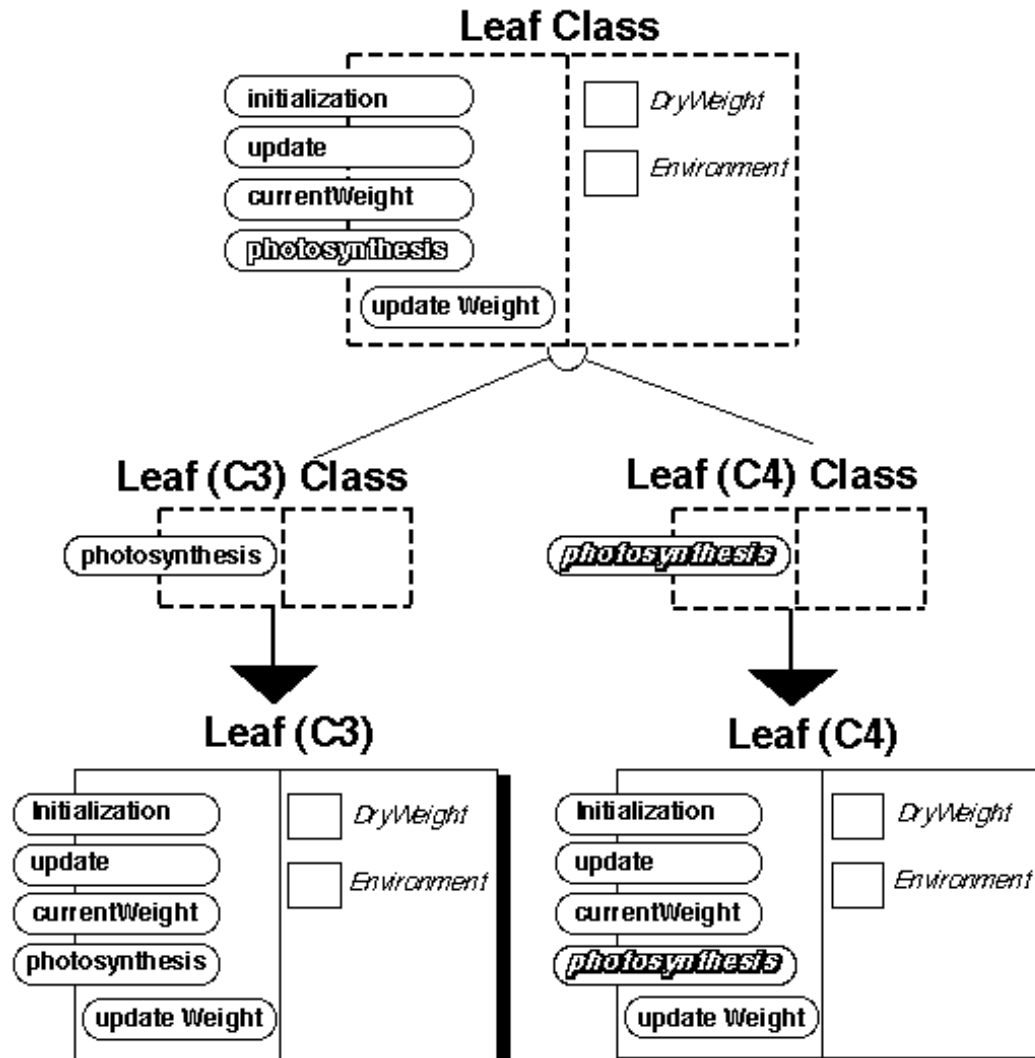 Leaf Class
initialization
update
currentWeight
photosynthesis
update Weight
DryWeight
Environment
Leaf (C3) Class
photosynthesis
Leaf (C4) Class
photosynthesis
Leaf (C3)
Initialization
update
currentWeight
photosynthesis
update Weight
DryWeight
Environment
Leaf (C4)
Initialization
update
currentWeight
photosynthesis
update Weight
DryWeight
Environment